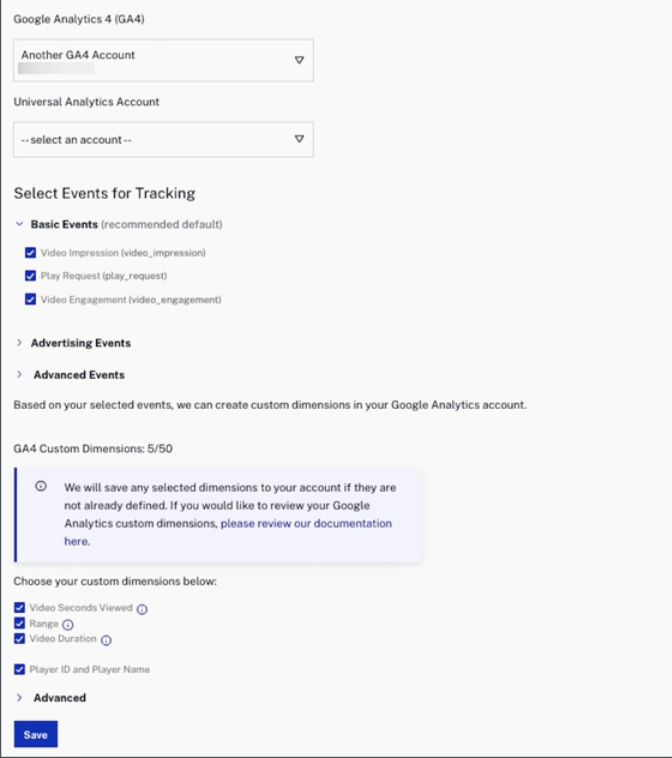 Google Analytics 4 (GA4)
Another GA4 Account
Universal Analytics Account
--select an account--
Select Events for Tracking
Basic Events (recommended default)
Video Impression (video_impression)
Play Request (play_request)
Video Engagement (video_engagement)
Advertising Events
Advanced Events
Based on your selected events, we can create custom dimensions in your Google Analytics account.
GA4 Custom Dimensions: 5/50
We will save any selected dimensions to your account if they are
not already defined. If you would like to review your Google
Analytics custom dimensions, please review our documentation
here.
Choose your custom dimensions below:
Video Seconds Viewed
Range
Video Duration
Player ID and Player Name
Advanced
Save